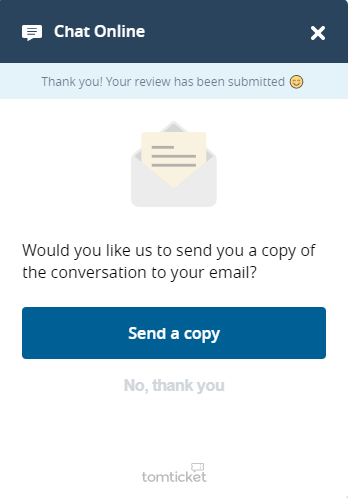 Chat Online
Thank you! Your review has been submitted 😊
Would you like us to send you a copy of
the conversation to your email?
Send a copy
No, thank you
tomticket